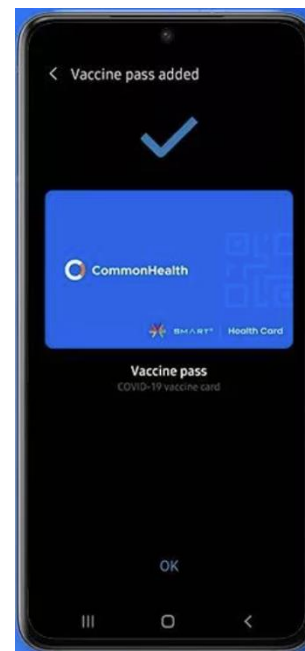 Vaccine pass added
CommonHealth
SMART® Health Card
Vaccine pass
COVID-19 vaccine card
OK